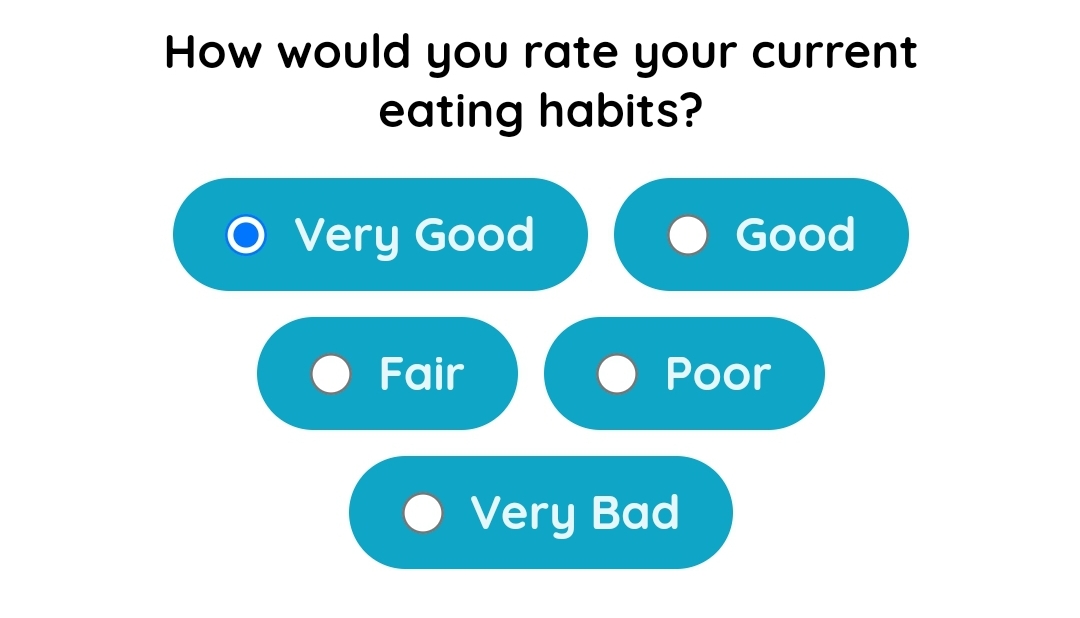 How would you rate your current
eating habits?
Very Good
Good
Fair
Poor
Very Bad